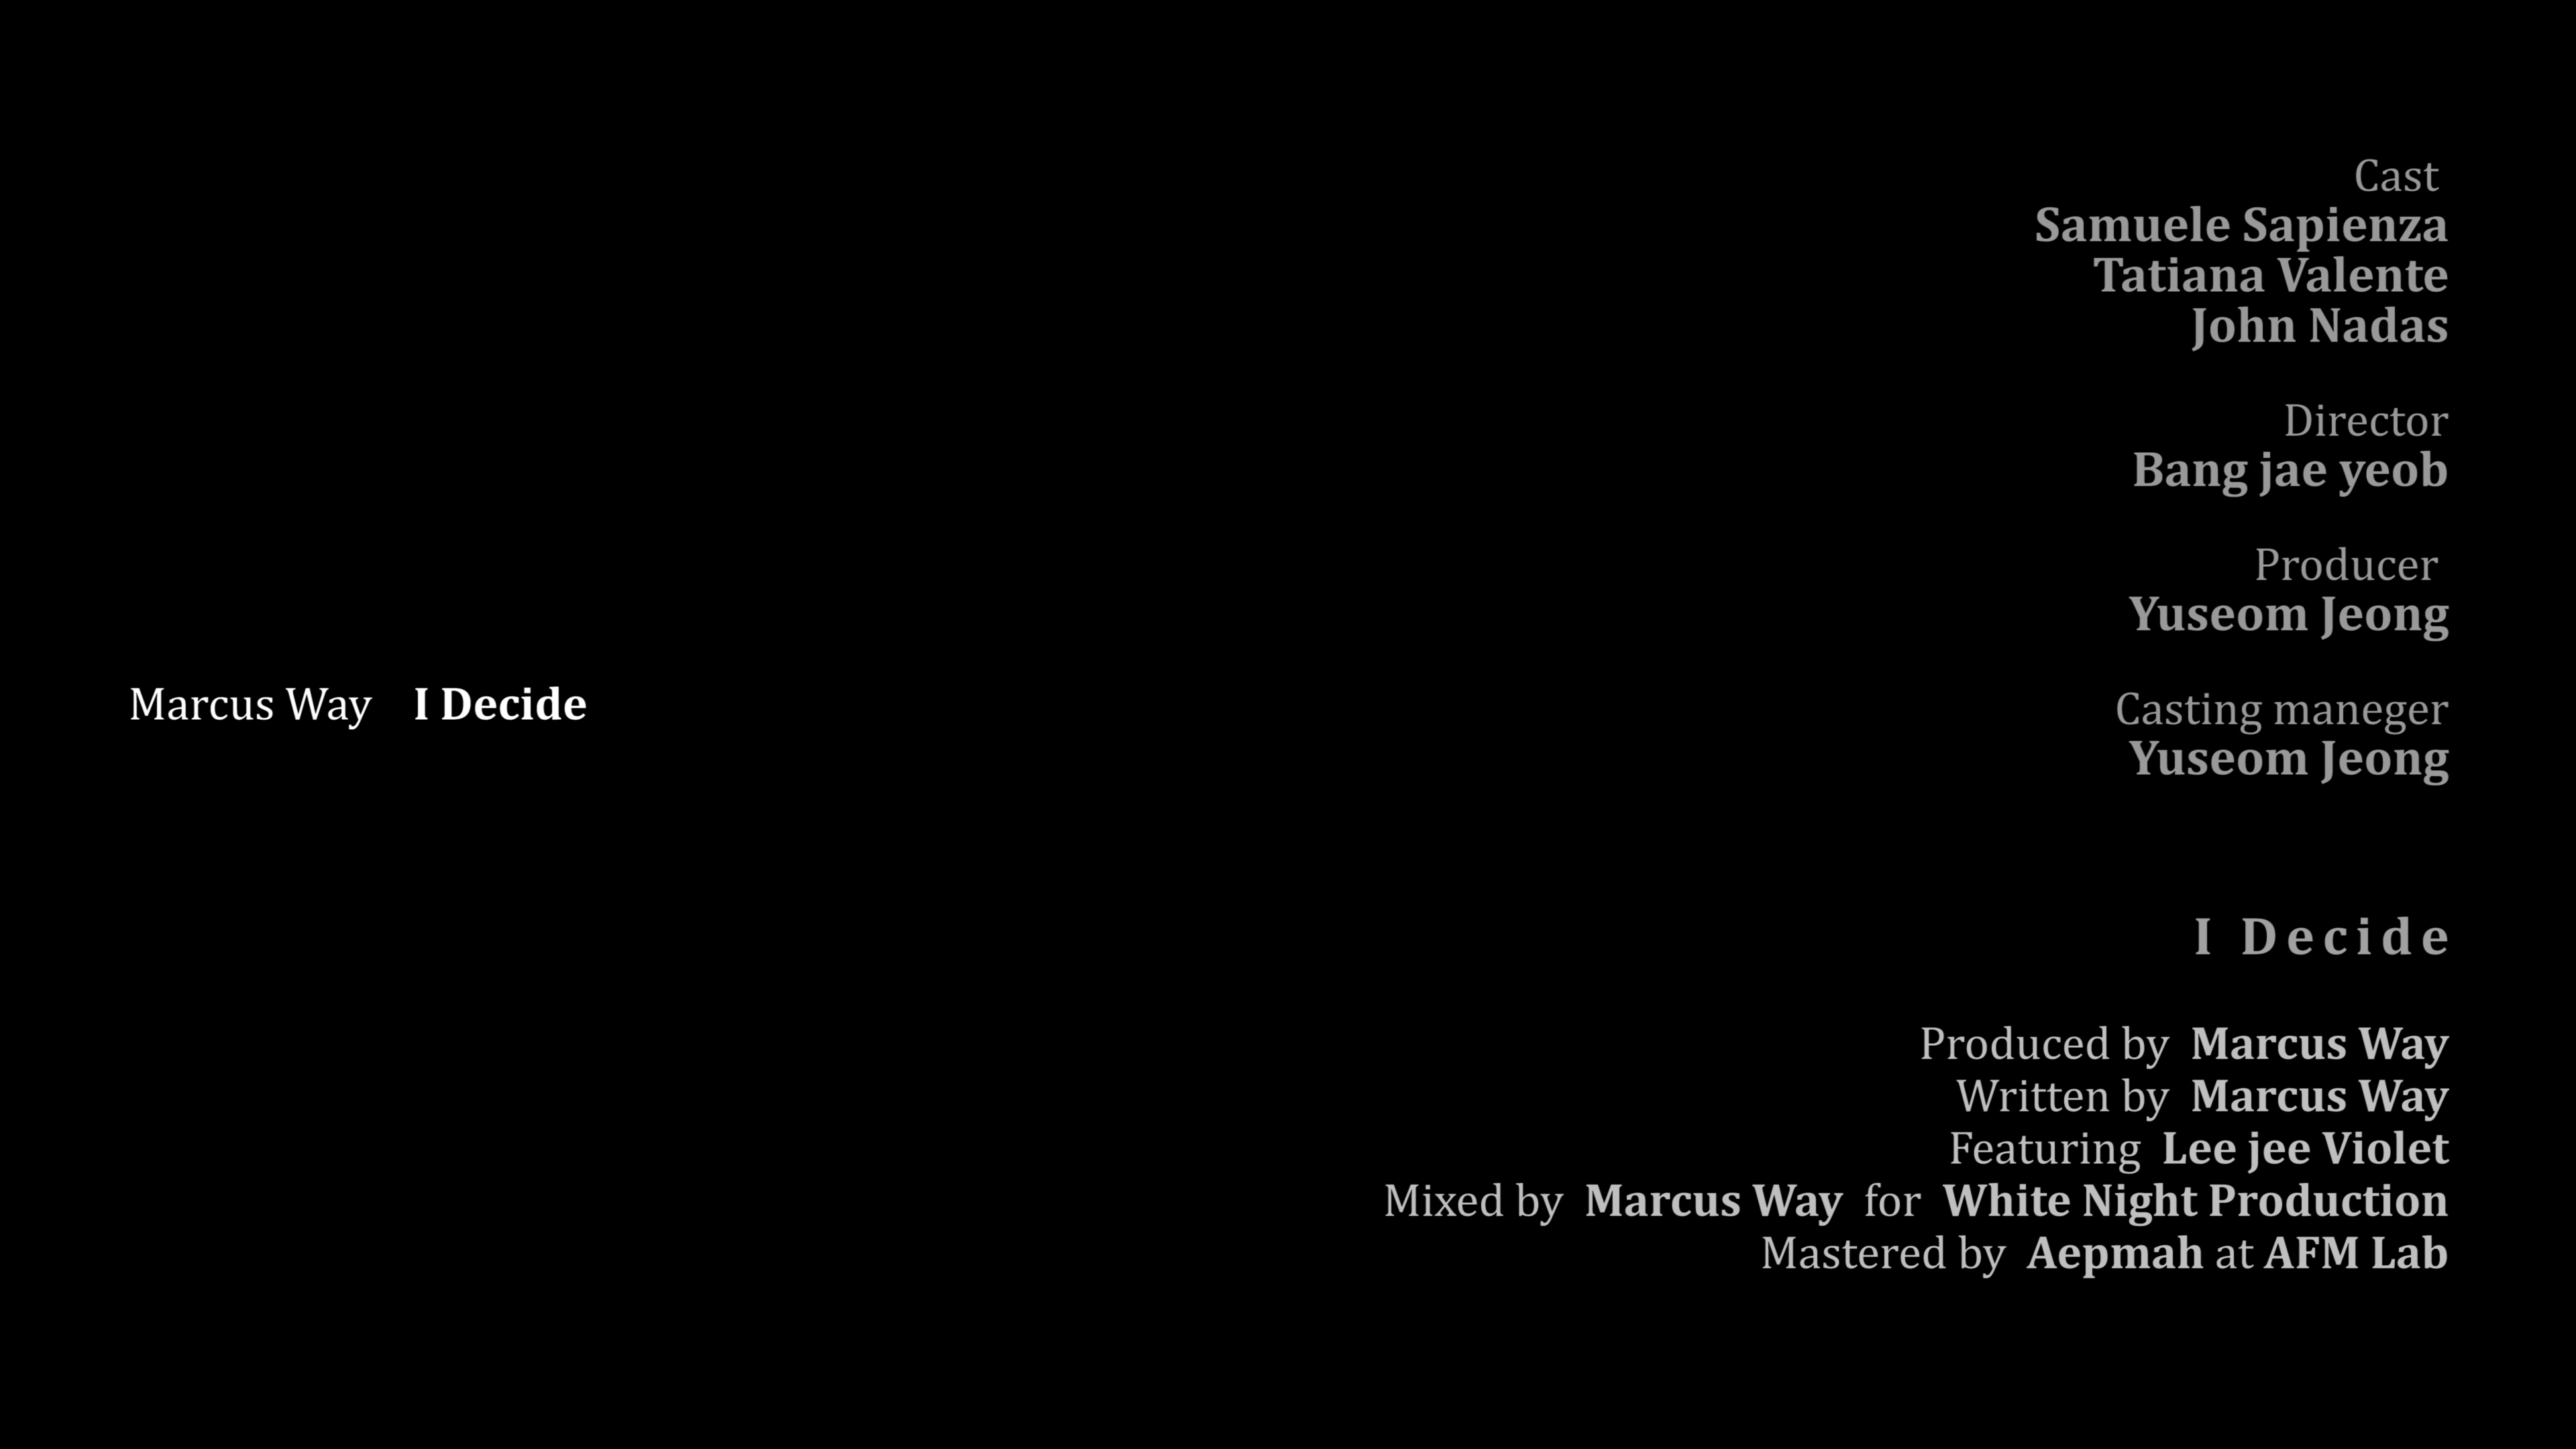 Marcus Way I Decide
Cast
Samuele Sapienza
Tatiana Valente
John Nadas
Director
Bang jae yeob
Producer
Yuseom Jeong
Casting maneger
Yuseom Jeong
I Decide
Produced by Marcus Way
Written by Marcus Way
Featuring Lee jee Violet
Mixed by Marcus Way for White Night Production
Mastered by Aepmah at AFM Lab